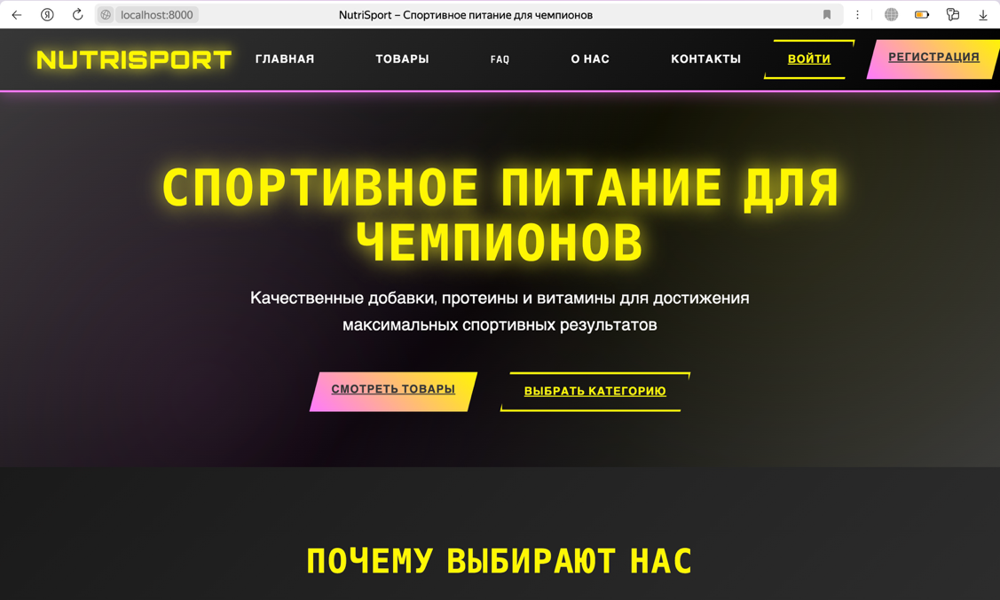 localhost:8000
NutriSport – Спортивное питание для чемпионов
NUTRISPORT
ГЛАВНАЯ
ТОВАРЫ
FAQ
О НАС
КОНТАКТЫ
ВОЙТИ
РЕГИСТРАЦИЯ
СПОРТИВНОЕ ПИТАНИЕ ДЛЯ
ЧЕМПИОНОВ
Качественные добавки, протеины и витамины для достижения
максимальных спортивных результатов
СМОТРЕТЬ ТОВАРЫ
ВЫБРАТЬ КАТЕГОРИЮ
ПОЧЕМУ ВЫБИРАЮТ НАС